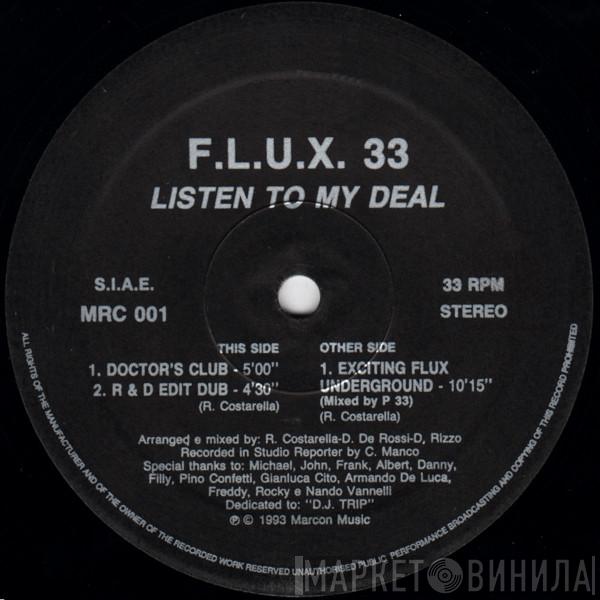 F.L.U.X. 33
LISTEN TO MY DEAL
S.I.A.E.
MRC 001
33 RPM
STEREO
THIS SIDE
1. DOCTOR'S CLUB - 5'00"
2. R & D EDIT DUB - 4'30"
(R. Costarella)
OTHER SIDE
1. EXCITING FLUX
UNDERGROUND - 10'15"
(Mixed by P 33)
(R. Costarella)
Arranged e mixed by: R. Costarella-D. De Rossi-D, Rizzo
Recorded in Studio Reporter by C. Manco
Special thanks to: Michael, John, Frank, Albert, Danny,
Filly, Pino Confetti, Gianluca Cito, Armando De Luca,
Freddy, Rocky e Nando Vannelli
Dedicated to: "D.J. TRIP"
℗ © 1993 Marcon Music
ALL RIGHTS OF THE MANUFACTURER AND OF THE OWNER OF THE RECORDED WORK RESERVED UNAUTHORISED PUBLIC PERFORMANCE BROADCASTING AND COPYING OF THIS RECORD PROHIBITED
МАРКЕТ ВИНИЛА